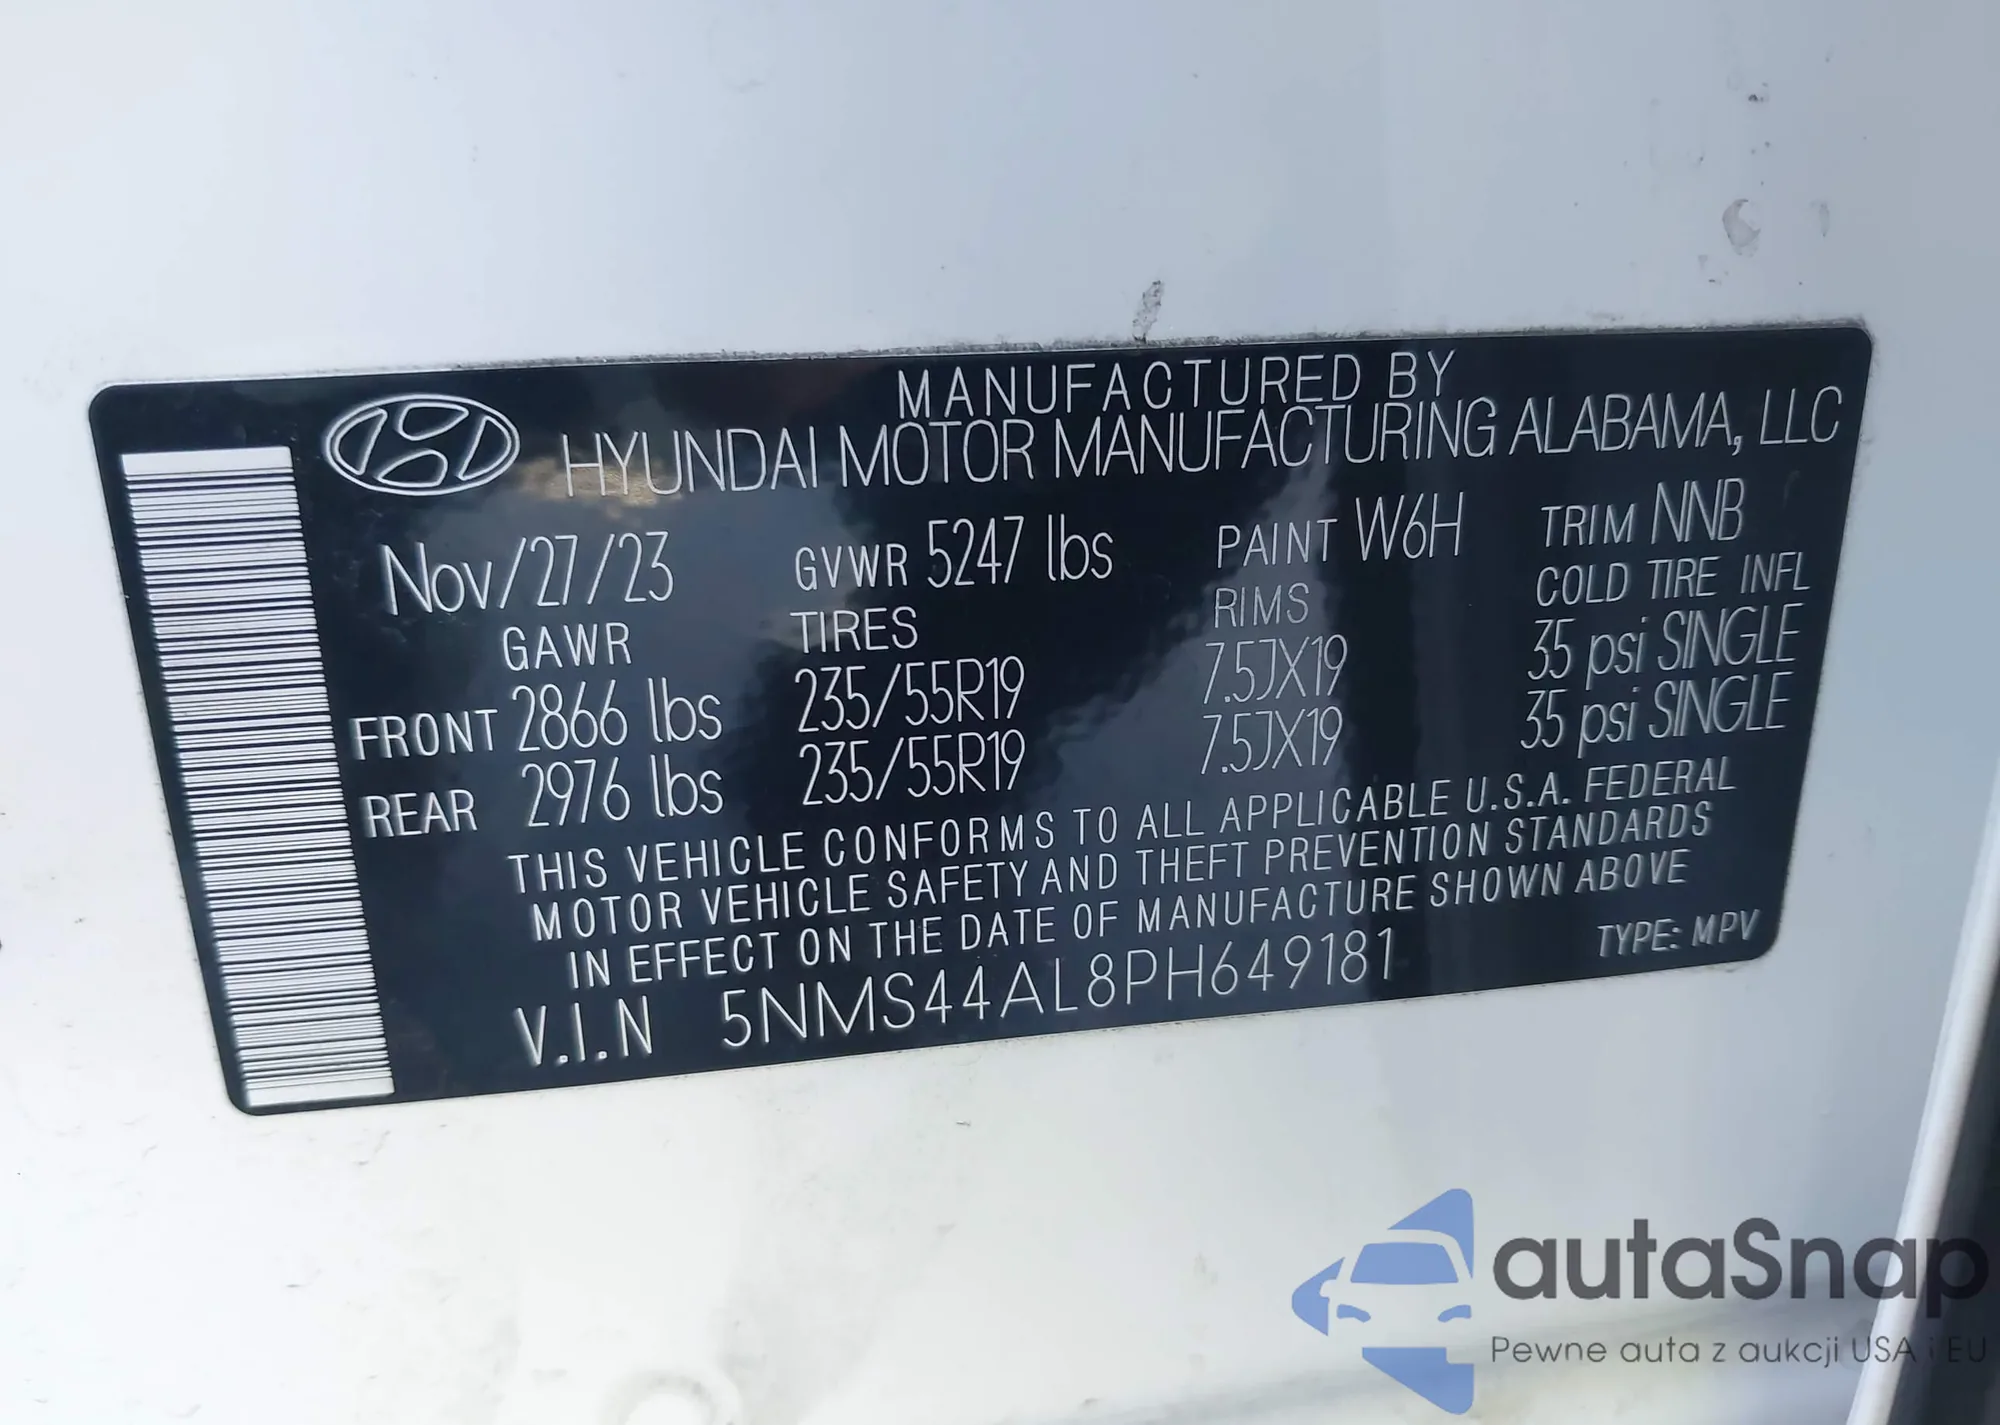 MANUFACTURED BY
HYUNDAI MOTOR MANUFACTURING ALABAMA, LLC
Nov/27/23 GVWR 5247 lbs PAINT W6H TRIM NNB
GAWR TIRES RIMS COLD TIRE INFL
FRONT 2866 lbs 235/55R19 7.5JX19 35 psi SINGLE
REAR 2976 lbs 235/55R19 7.5JX19 35 psi SINGLE
THIS VEHICLE CONFORMS TO ALL APPLICABLE U.S.A. FEDERAL
MOTOR VEHICLE SAFETY AND THEFT PREVENTION STANDARDS
IN EFFECT ON THE DATE OF MANUFACTURE SHOWN ABOVE
V.I.N 5NMS44AL8PH649181 TYPE: MPV
autaSnap
Pewne auta z aukcji USA i EU